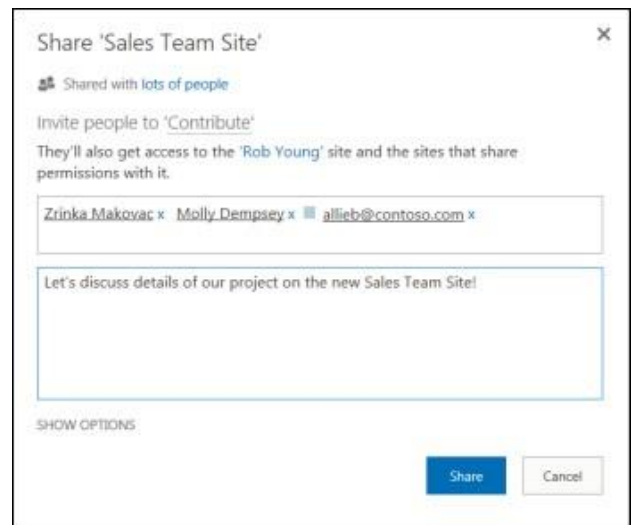 Share 'Sales Team Site'
Shared with lots of people
Invite people to 'Contribute'
They'll also get access to the 'Rob Young' site and the sites that share
permissions with it.
Zrinka Makovac x Molly Dempsey x allieb@contoso.com x
Let's discuss details of our project on the new Sales Team Site!
SHOW OPTIONS
Share Cancel